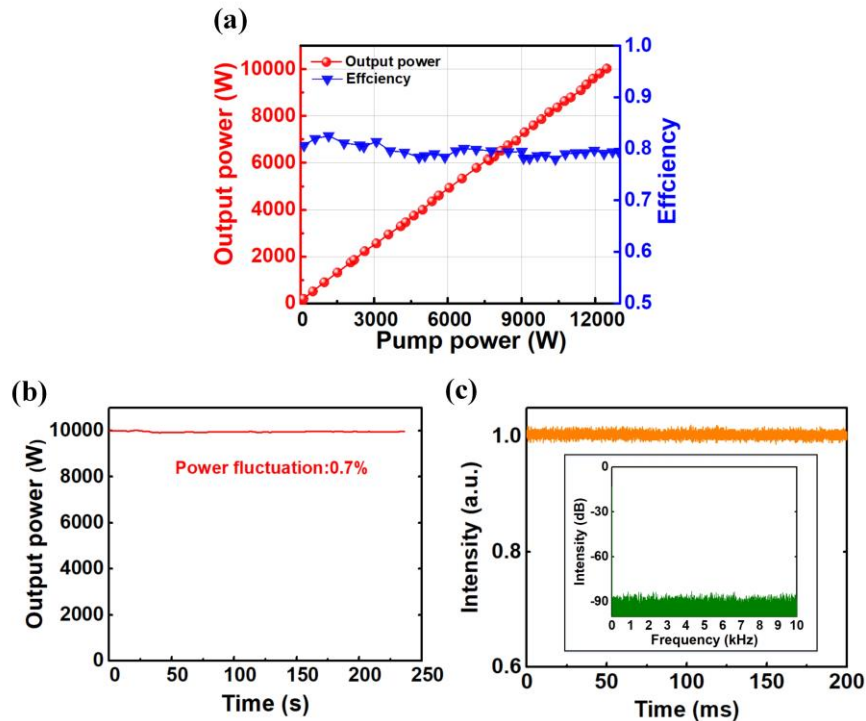 (a)
Output power (W)
10000
8000
6000
4000
2000
0
Output power
Effciency
1.0
0.9
0.8
0.7
0.6
0.5
Effciency
0 3000 6000 9000 12000
Pump power (W)
(b)
Output power (W)
10000
8000
6000
4000
2000
0
Power fluctuation:0.7%
0 50 100 150 200 250
Time (s)
(c)
Intensity (a.u.)
1.0
0.8
0.6
Intensity (dB)
0
-30
-60
-90
0 1 2 3 4 5 6 7 8 9 10
Frequency (kHz)
0 50 100 150 200
Time (ms)